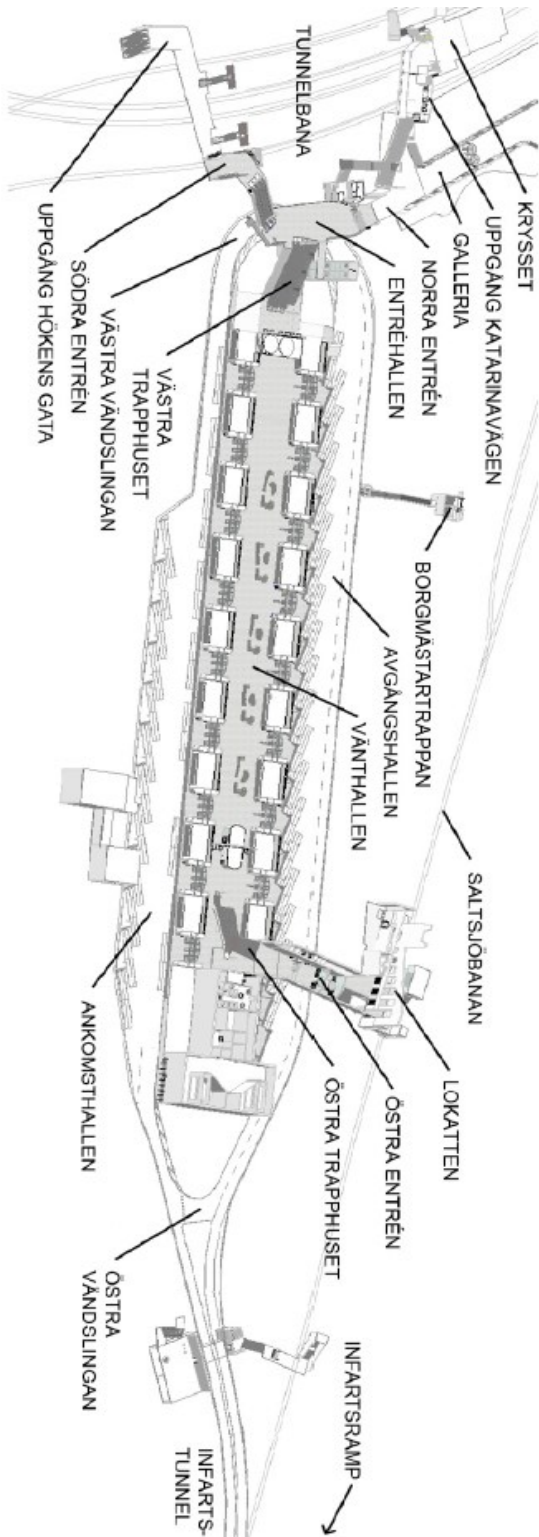 KRYSSET
UPPGÅNG KATARINAVÄGEN
GALLERIA
NORRA ENTRÉN
ENTRÉHALLEN
BORGMÄSTARTRAPPAN
AVGÅNGSHALLEN
VÄNTHALLEN
SALTSJÖBANAN
LOKATTEN
ÖSTRA ENTRÉN
ÖSTRA TRAPPHUSET
INFARTSRAMP
TUNNELBANA
UPPGÅNG HÖKENS GATA
SÖDRA ENTRÉN
VÄSTRA VÄNDSLINGAN
VÄSTRA
TRAPPHUSET
ANKOMSTHALLEN
ÖSTRA
VÄNDSLINGAN
INFARTS-
TUNNEL